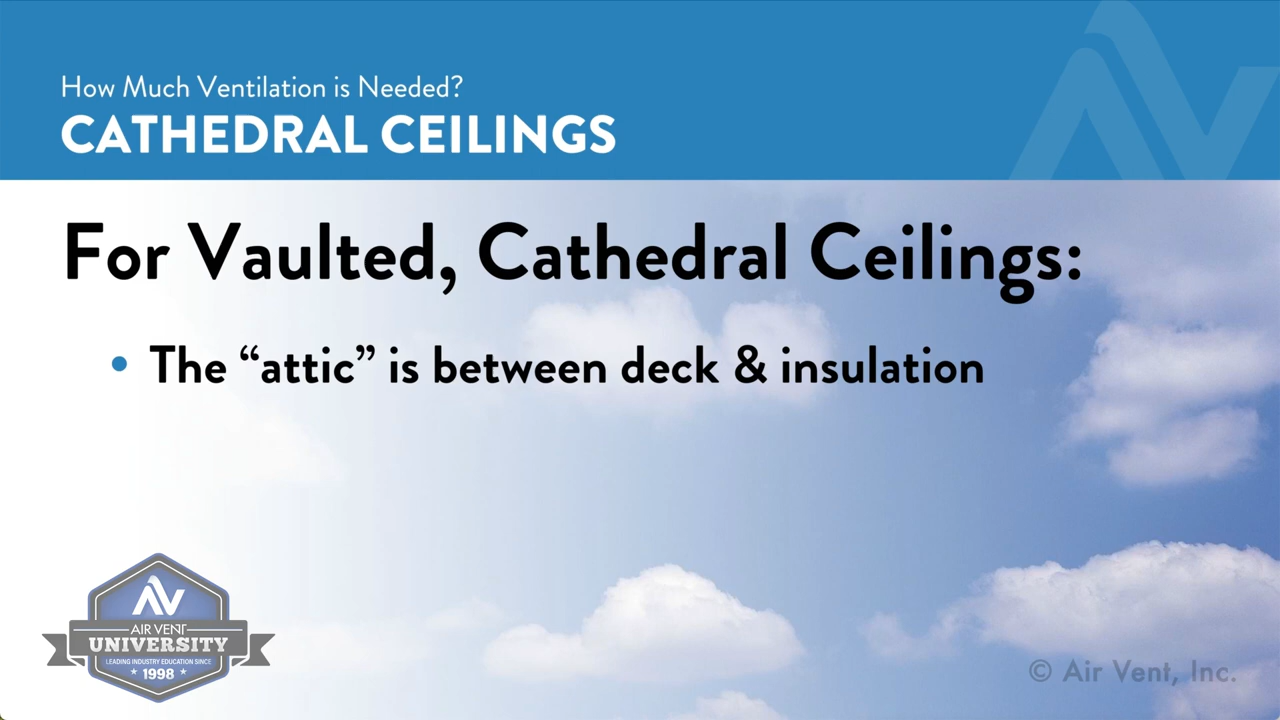 How Much Ventilation is Needed?
CATHEDRAL CEILINGS
For Vaulted, Cathedral Ceilings:
• The “attic” is between deck & insulation
AIR VENT
UNIVERSITY
LEADING INDUSTRY EDUCATION SINCE
1998
© Air Vent, Inc.